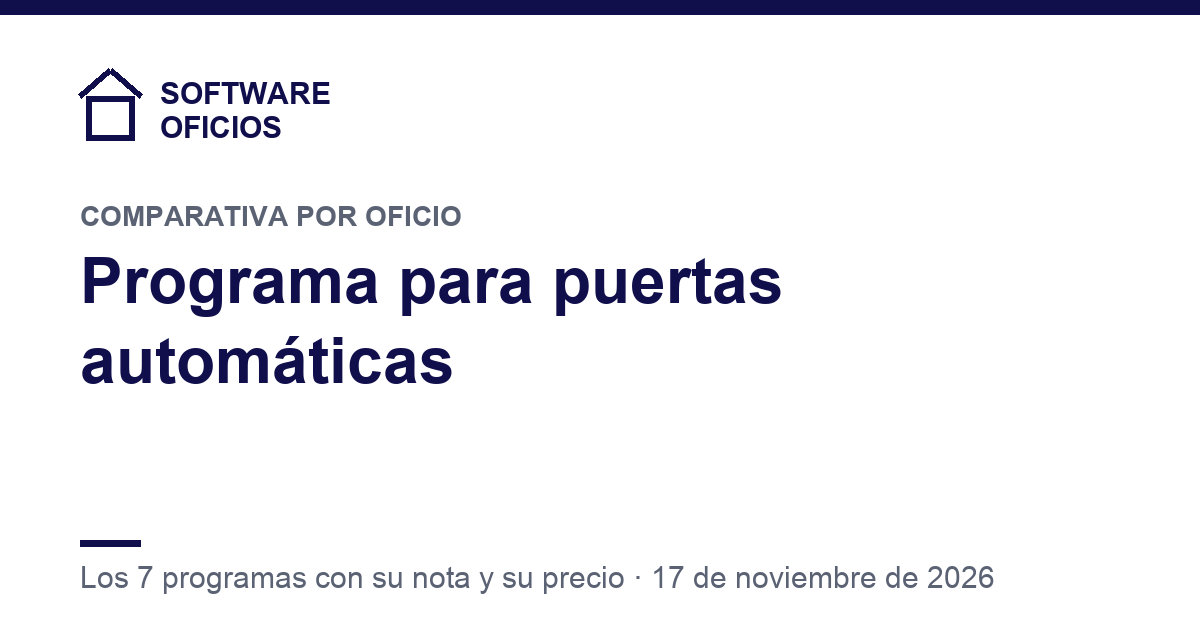 SOFTWARE
OFICIOS
COMPARATIVA POR OFICIO
Programa para puertas
automáticas
Los 7 programas con su nota y su precio · 17 de noviembre de 2026